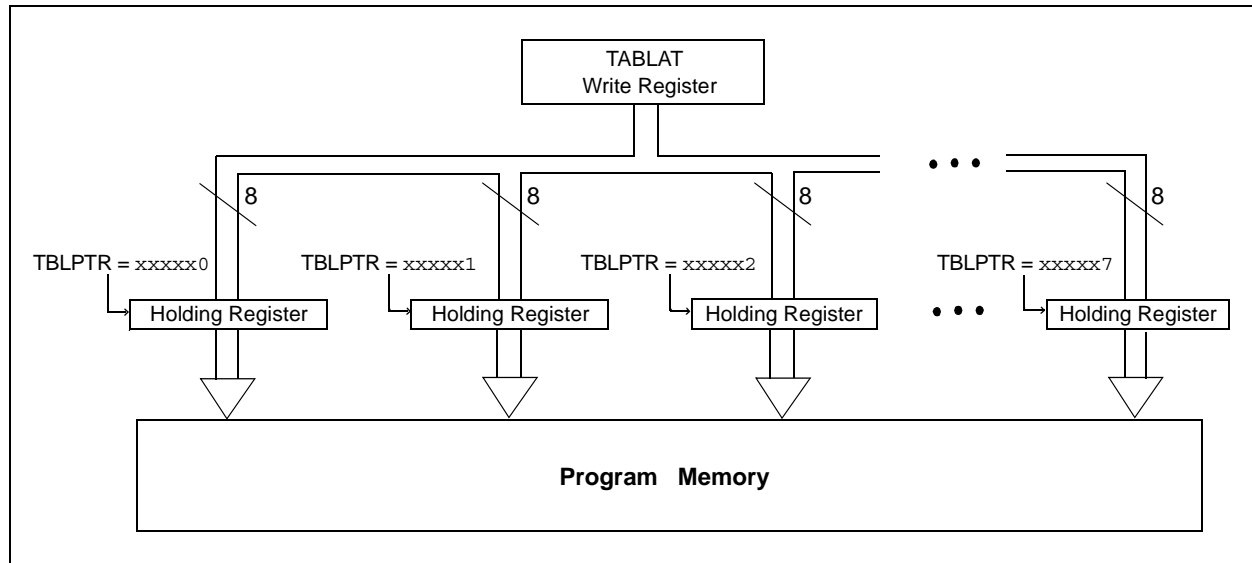 TABLAT
Write Register
8 8 8 8
TBLPTR = xxxxx0 TBLPTR = xxxxx1 TBLPTR = xxxxx2 TBLPTR = xxxxx7
Holding Register Holding Register Holding Register Holding Register
Program Memory